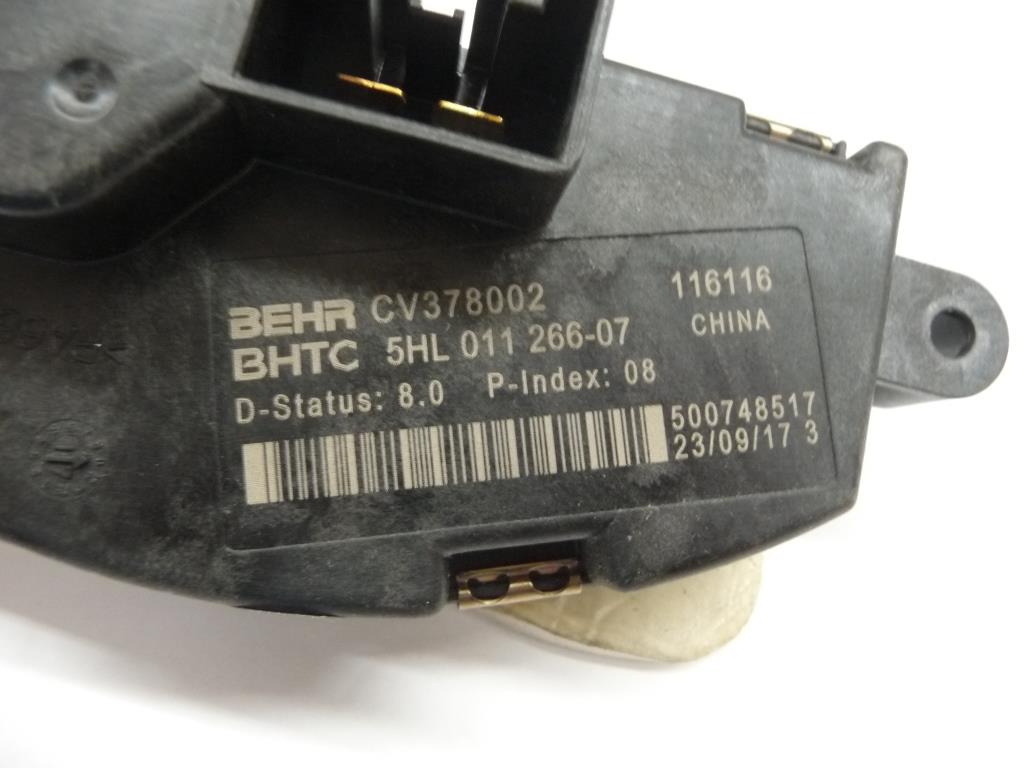 BEHR CV378002 116116
BHTC 5HL 011 266-07 CHINA
D-Status: 8.0 P-Index: 08
500748517
23/09/17 3